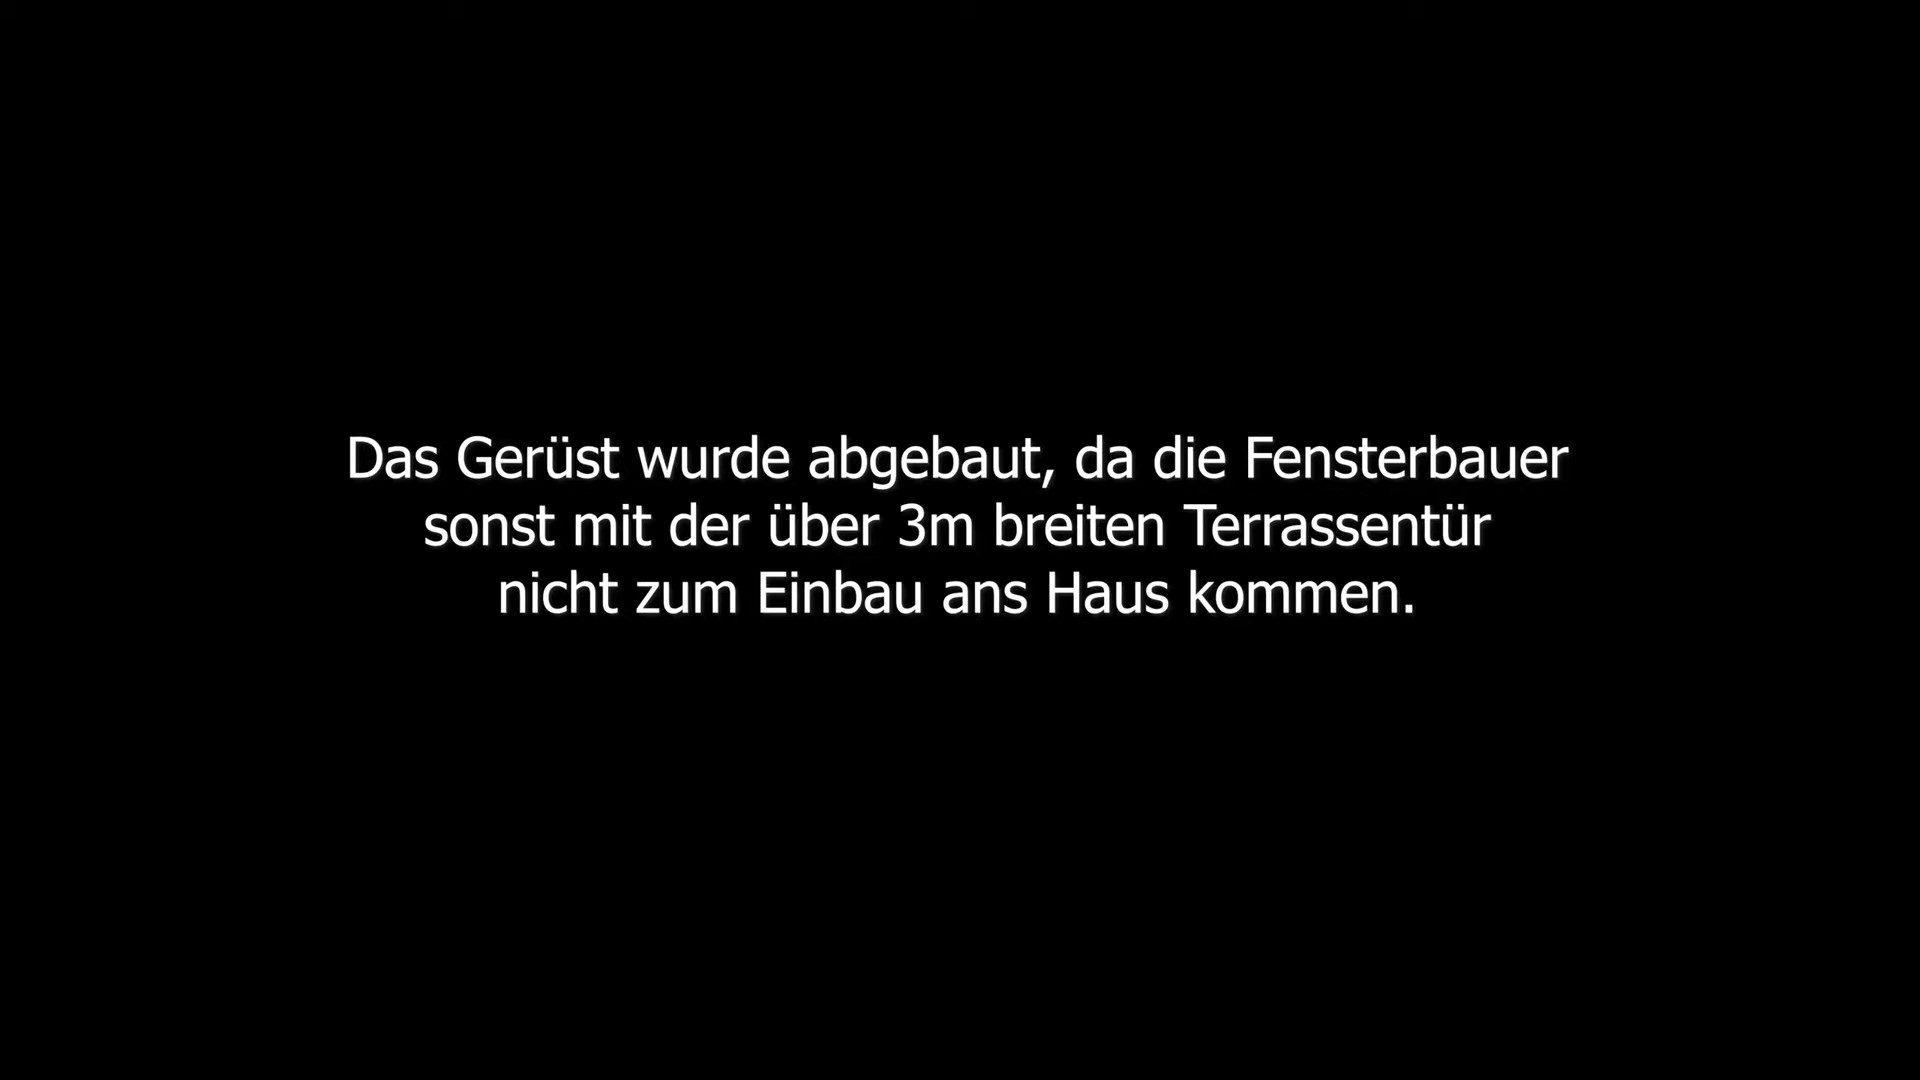 Das Gerüst wurde abgebaut, da die Fensterbauer
sonst mit der über 3m breiten Terrassentür
nicht zum Einbau ans Haus kommen.